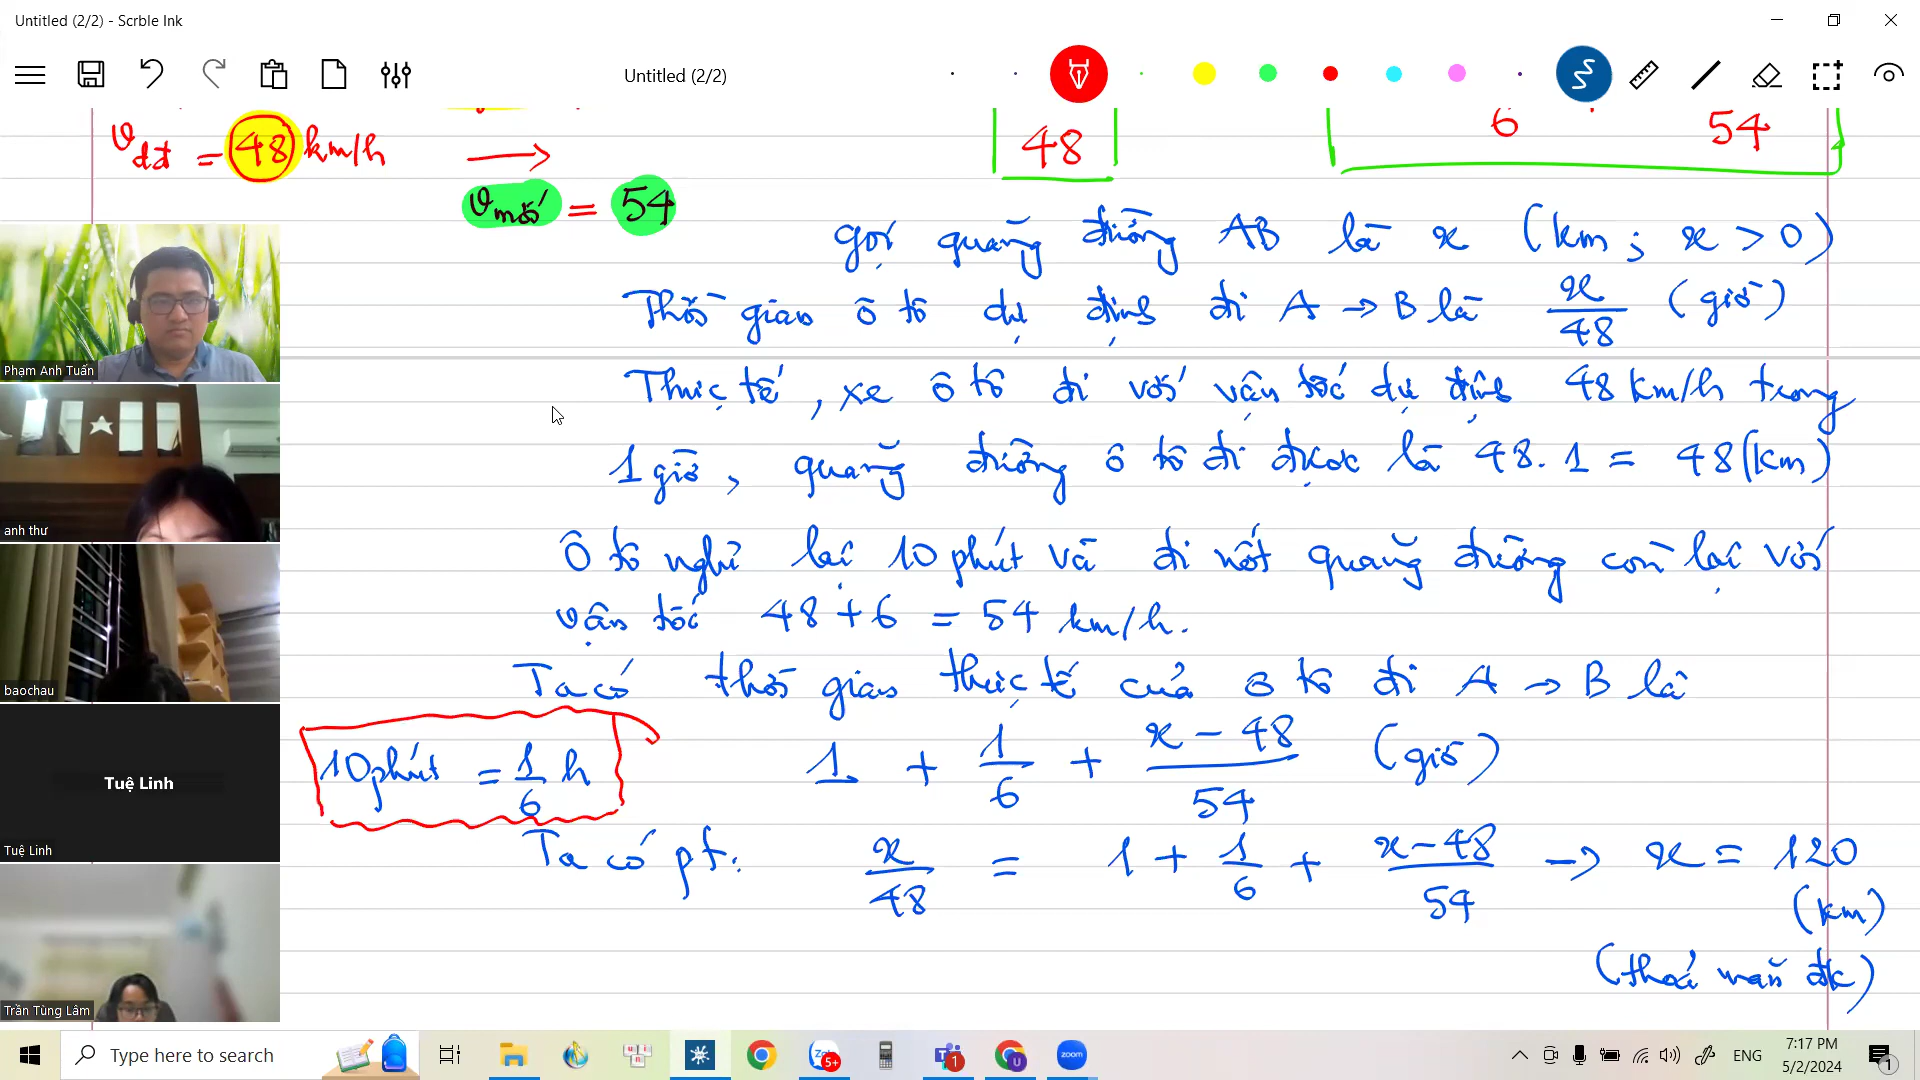 Untitled (2/2) - Scrble Ink
Untitled (2/2)
vdđ = 48 km/h
→
48
6
54
vmới = 54
gọi quãng đường AB là x (km ; x > 0)
Thời gian ô tô dự định đi A → B là x/48 (giờ)
Thực tế , xe ô tô đi với vận tốc dự định 48 km/h trong
1 giờ , quãng đường ô tô đi được là 48 . 1 = 48 (km)
Ô tô nghỉ lại 10 phút và đi nốt quãng đường còn lại với
vận tốc 48 + 6 = 54 km/h.
Ta có thời gian thực tế của ô tô đi A → B là
10 phút = 1/6 h
1 + 1/6 + (x - 48)/54 (giờ)
Ta có pt: x/48 = 1 + 1/6 + (x-48)/54 → x = 120
(km)
(thoả mãn đk)
Phạm Anh Tuấn
anh thư
baochau
Tuệ Linh
Tuệ Linh
Trần Tùng Lâm
Type here to search
5+
1
U
zoom
ENG
7:17 PM
5/2/2024
1